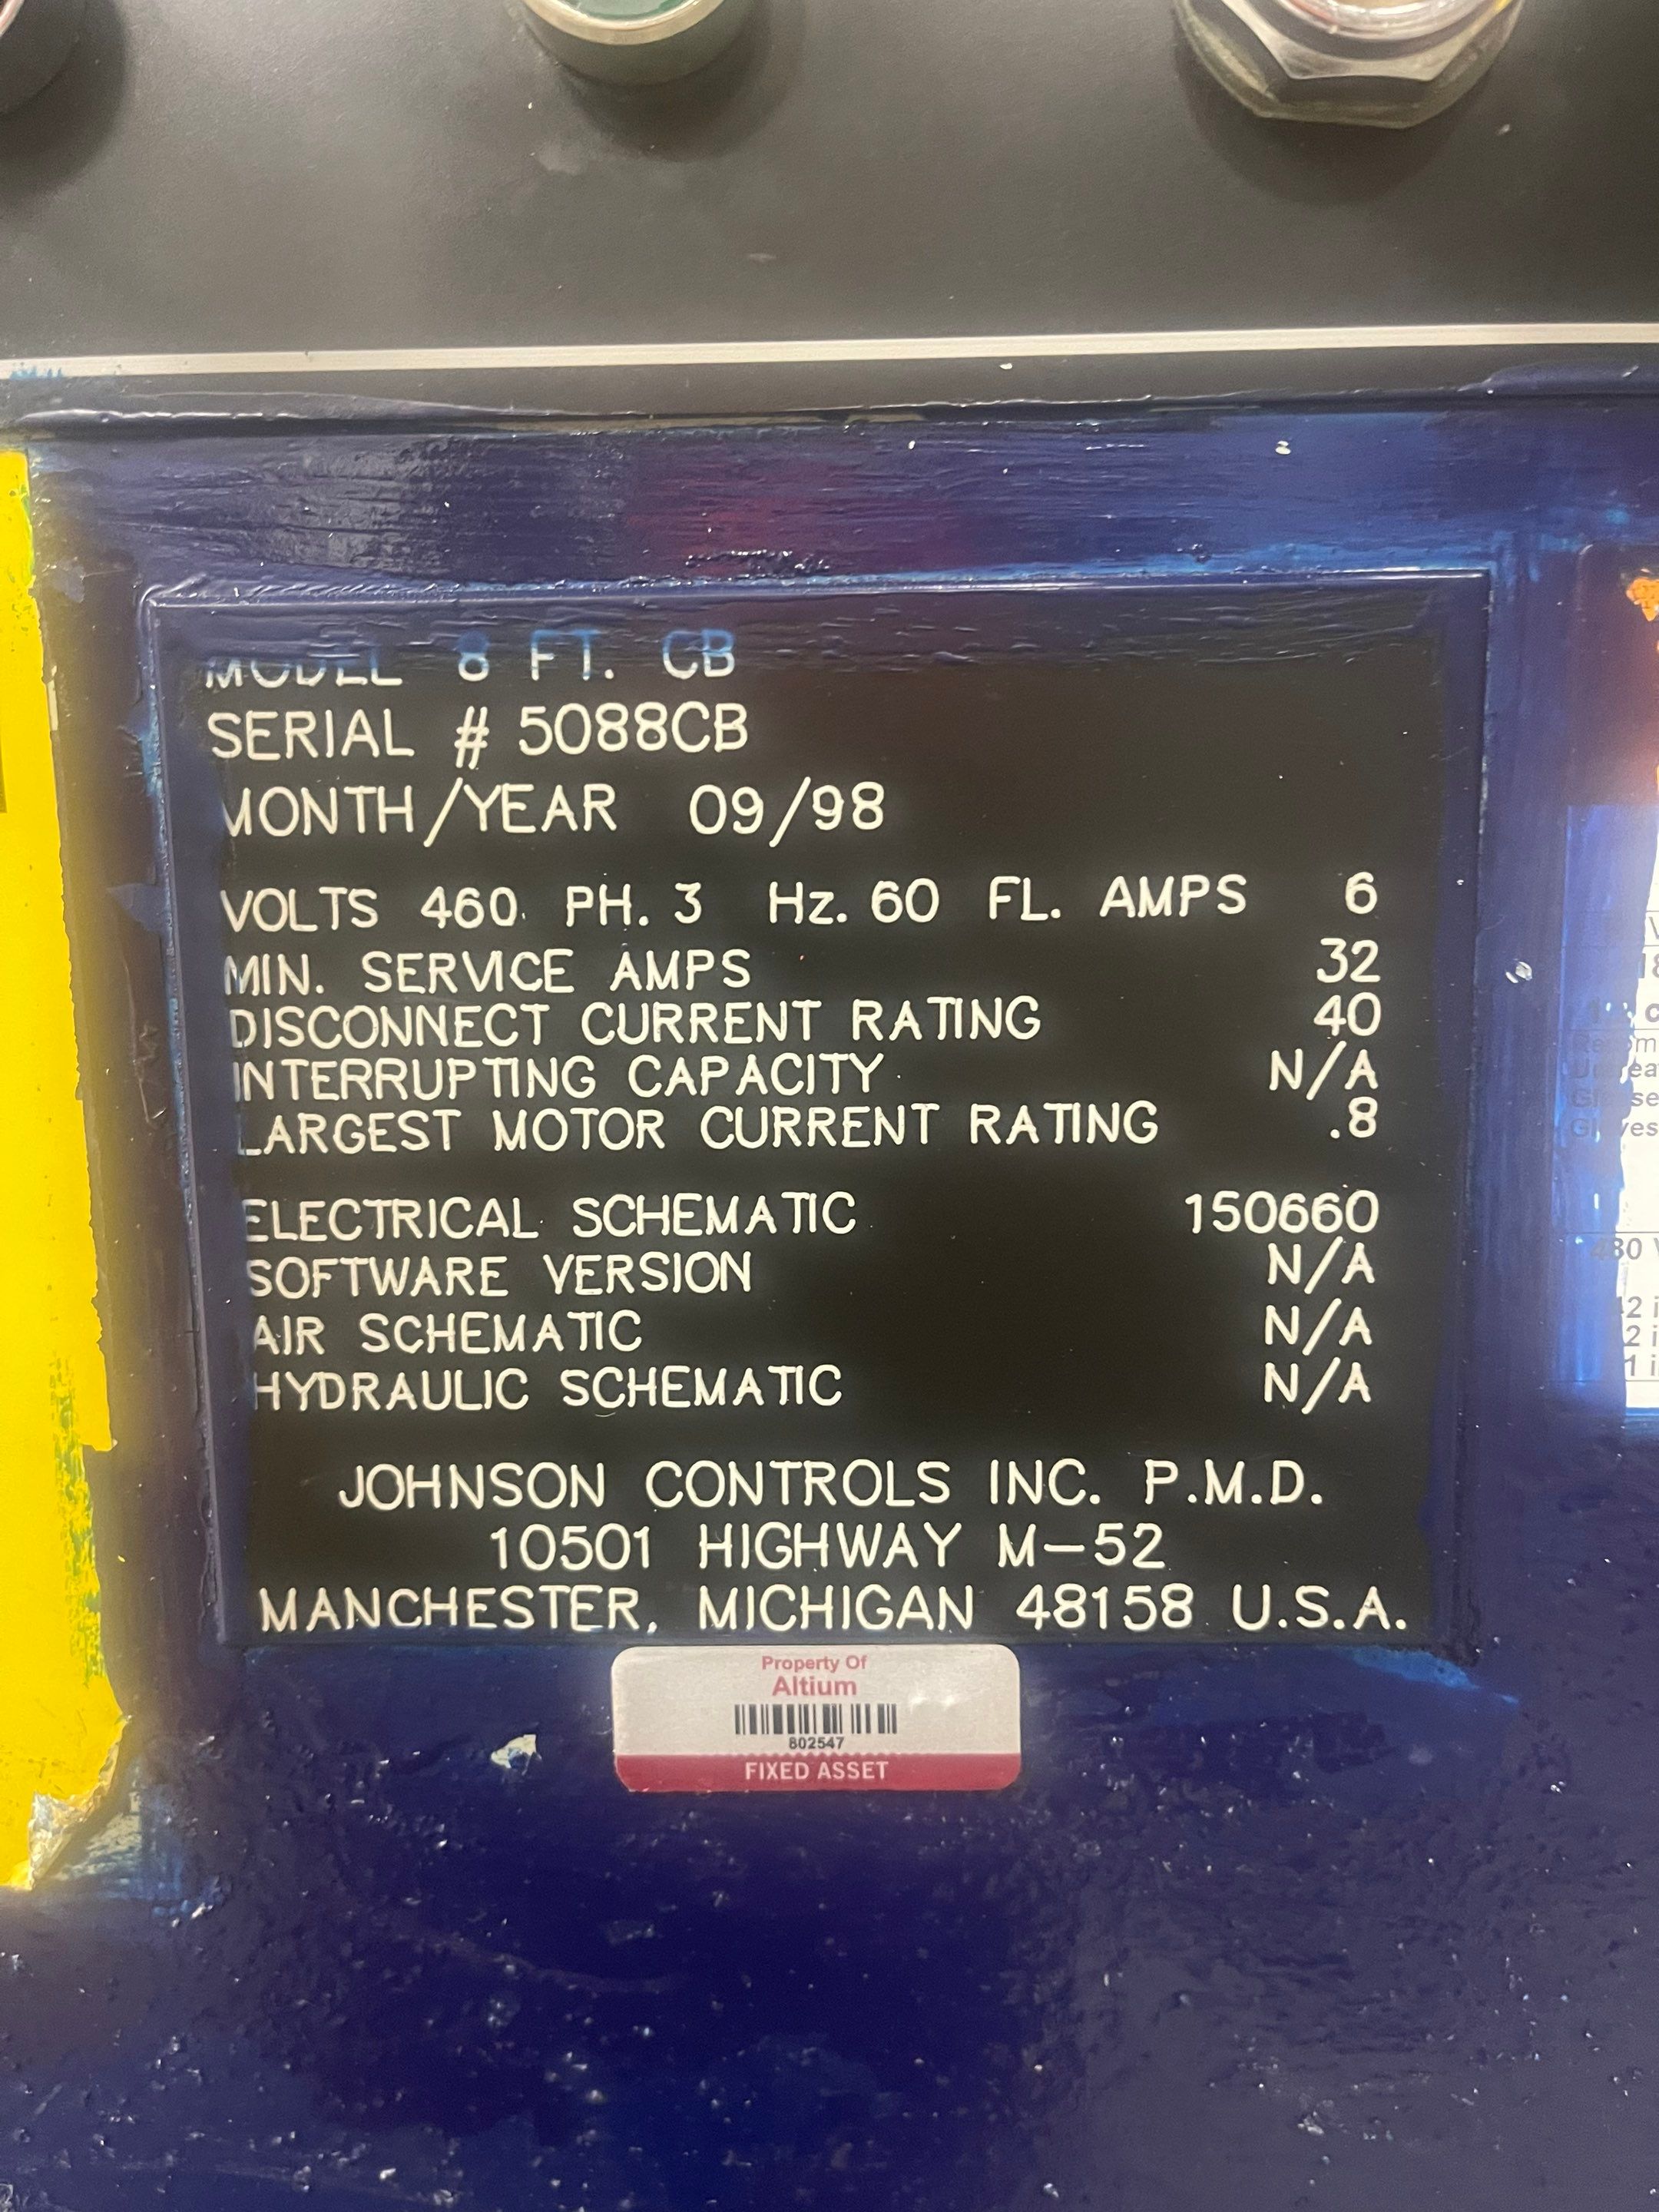 MODEL 8 FT. CB
SERIAL # 5088CB
MONTH/YEAR 09/98
VOLTS 460 PH. 3 Hz. 60 FL. AMPS 6
MIN. SERVICE AMPS 32
DISCONNECT CURRENT RATING 40
INTERRUPTING CAPACITY N/A
LARGEST MOTOR CURRENT RATING .8
ELECTRICAL SCHEMATIC 150660
SOFTWARE VERSION N/A
AIR SCHEMATIC N/A
HYDRAULIC SCHEMATIC N/A
JOHNSON CONTROLS INC. P.M.D.
10501 HIGHWAY M-52
MANCHESTER, MICHIGAN 48158 U.S.A.
Property Of
Altium
802547
FIXED ASSET